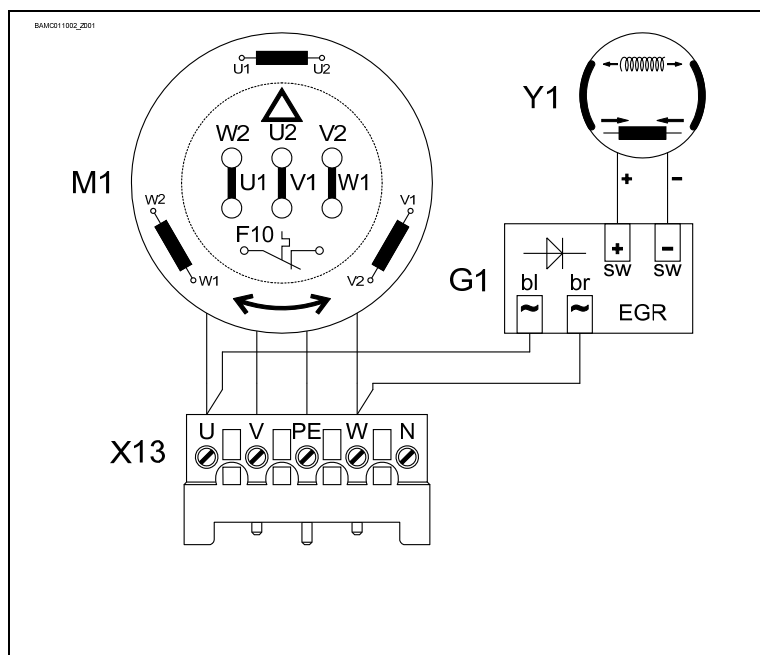 BAMC011002_Z001
U1 U2
W2 U2 V2
U1 V1 W1
F10
M1
W2
W1
V1
V2
Y1
+ -
+ -
sw sw
G1
bl br
~ ~
EGR
X13
U V PE W N